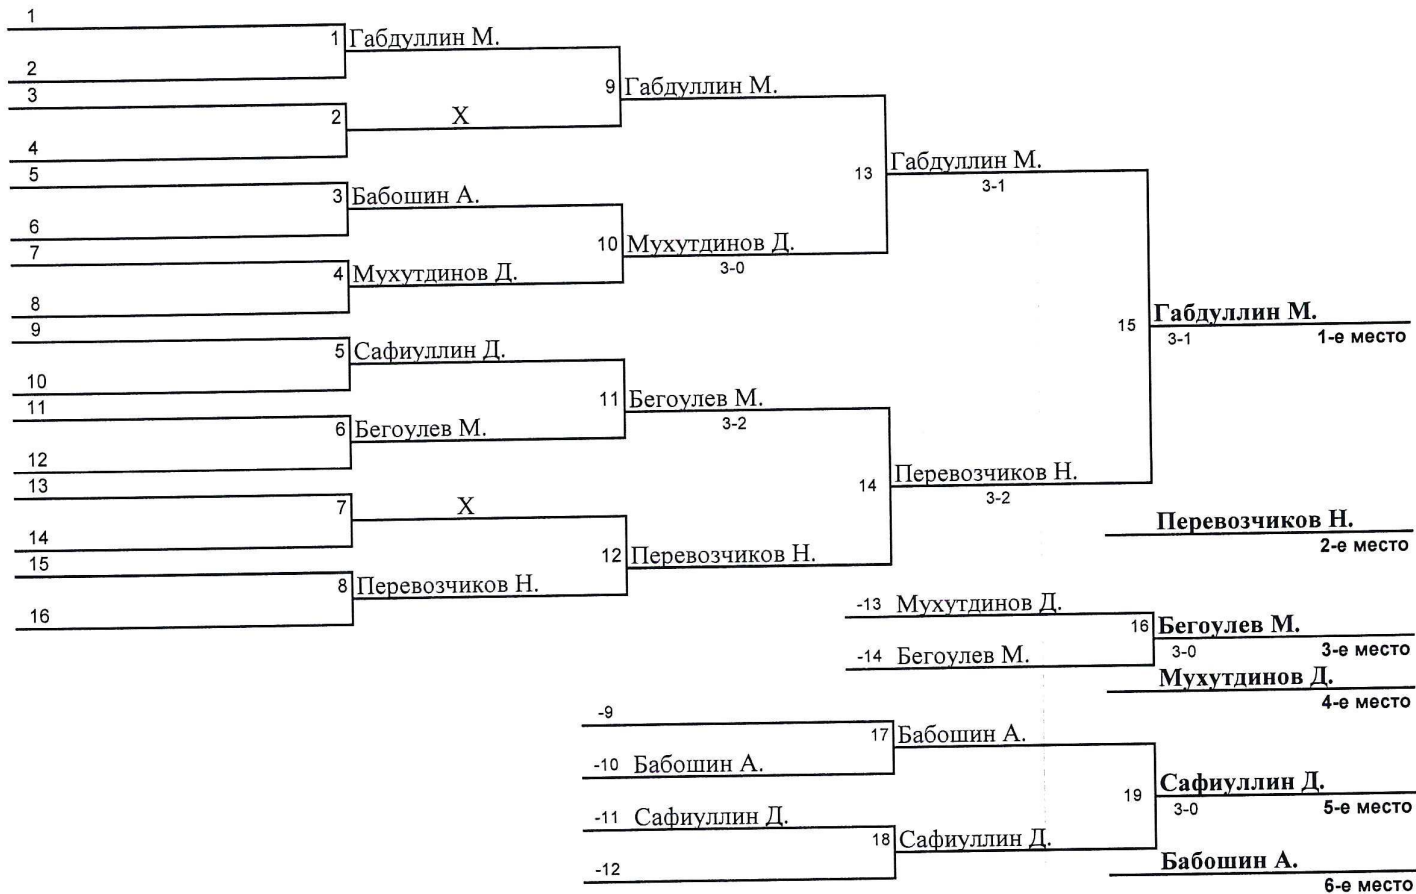 1
1 Габдуллин М.
2
3
9 Габдуллин М.
2 X
4
5
13 Габдуллин М.
3-1
3 Бабошин А.
6
7
10 Мухутдинов Д.
3-0
4 Мухутдинов Д.
8
9
15 Габдуллин М.
3-1 1-е место
5 Сафиуллин Д.
10
11
11 Бегоулев М.
3-2
6 Бегоулев М.
12
13
14 Перевозчиков Н.
3-2
7 X
14
15
Перевозчиков Н.
2-е место
12 Перевозчиков Н.
8 Перевозчиков Н.
16
-13 Мухутдинов Д.
16 Бегоулев М.
3-0 3-е место
-14 Бегоулев М.
Мухутдинов Д.
4-е место
-9
17 Бабошин А.
-10 Бабошин А.
19 Сафиуллин Д.
3-0 5-е место
-11 Сафиуллин Д.
18 Сафиуллин Д.
-12
Бабошин А.
6-е место